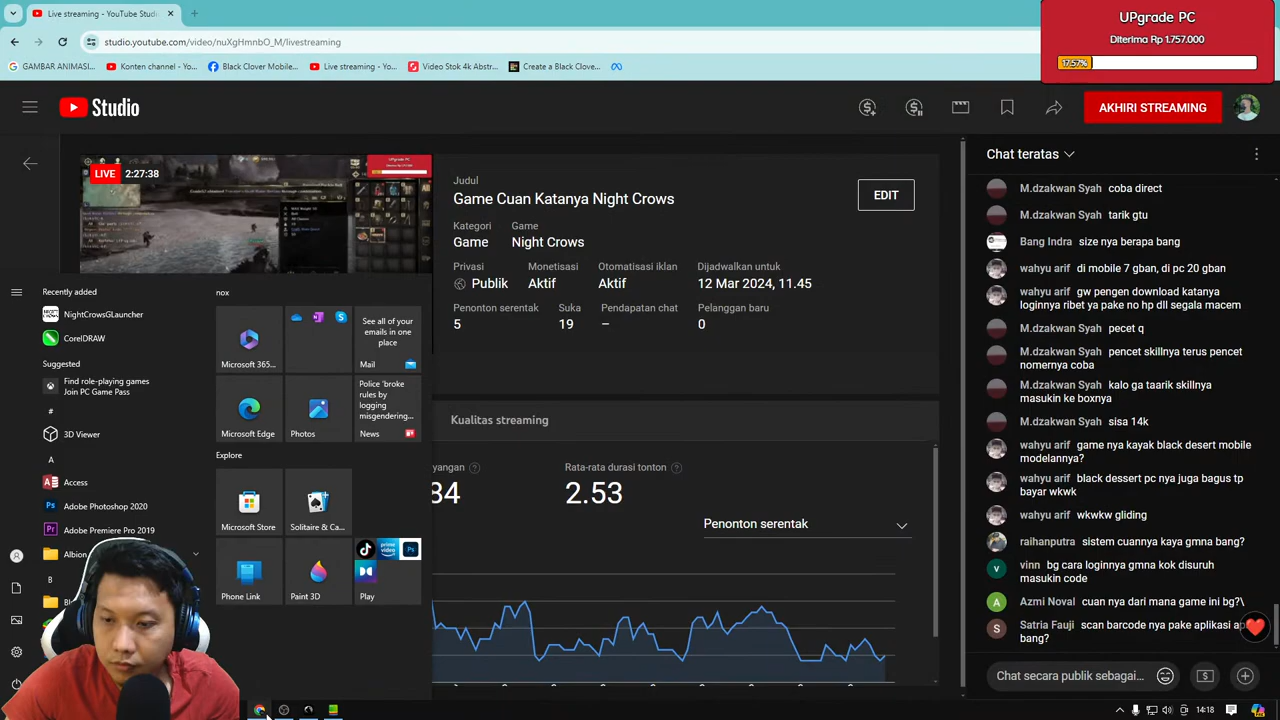 Live streaming - YouTube Studio
UPgrade PC
Diterima Rp 1.757.000
17.57%
studio.youtube.com/video/nuXgHmnbO_M/livestreaming
GAMBAR ANIMASI...
Konten channel - Yo...
Black Clover Mobile...
Live streaming - Yo...
Video Stok 4k Abstr...
Create a Black Clove...
Studio
AKHIRI STREAMING
LIVE 2:27:38
Judul
Game Cuan Katanya Night Crows
EDIT
Kategori
Game
Game
Night Crows
Privasi
Publik
Monetisasi
Aktif
Otomatisasi iklan
Aktif
Dijadwalkan untuk
12 Mar 2024, 11.45
Penonton serentak
5
Suka
19
Pendapatan chat
–
Pelanggan baru
0
Kualitas streaming
yangan
34
Rata-rata durasi tonton
2.53
Penonton serentak
Recently added
NightCrowsGLauncher
CorelDRAW
Suggested
Find role-playing games
Join PC Game Pass
#
3D Viewer
A
Access
Adobe Photoshop 2020
Adobe Premiere Pro 2019
Albion
B
nox
Microsoft 365...
See all of your
emails in one
place
Mail
Microsoft Edge
Photos
Police 'broke
rules by
logging
misgendering...
News
Explore
Microsoft Store
Solitaire & Ca...
Phone Link
Paint 3D
Play
Chat teratas
M.dzakwan Syah coba direct
M.dzakwan Syah tarik gtu
Bang Indra size nya berapa bang
wahyu arif di mobile 7 gban, di pc 20 gban
wahyu arif gw pengen download katanya
loginnya ribet ya pake no hp dll segala macem
M.dzakwan Syah pecet q
M.dzakwan Syah pencet skillnya terus pencet
nomernya coba
M.dzakwan Syah kalo ga taarik skillnya
masukin ke boxnya
M.dzakwan Syah sisa 14k
wahyu arif game nya kayak black desert mobile
modelannya?
wahyu arif black dessert pc nya juga bagus tp
bayar wkwk
wahyu arif wkwkw gliding
raihanputra sistem cuannya kaya gmna bang?
vinn bg cara loginnya gmna kok disuruh
masukin code
Azmi Noval cuan nya dari mana game ini bg?\
Satria Fauji scan barcode nya pake aplikasi ap
bang?
Chat secara publik sebagai...
14:18